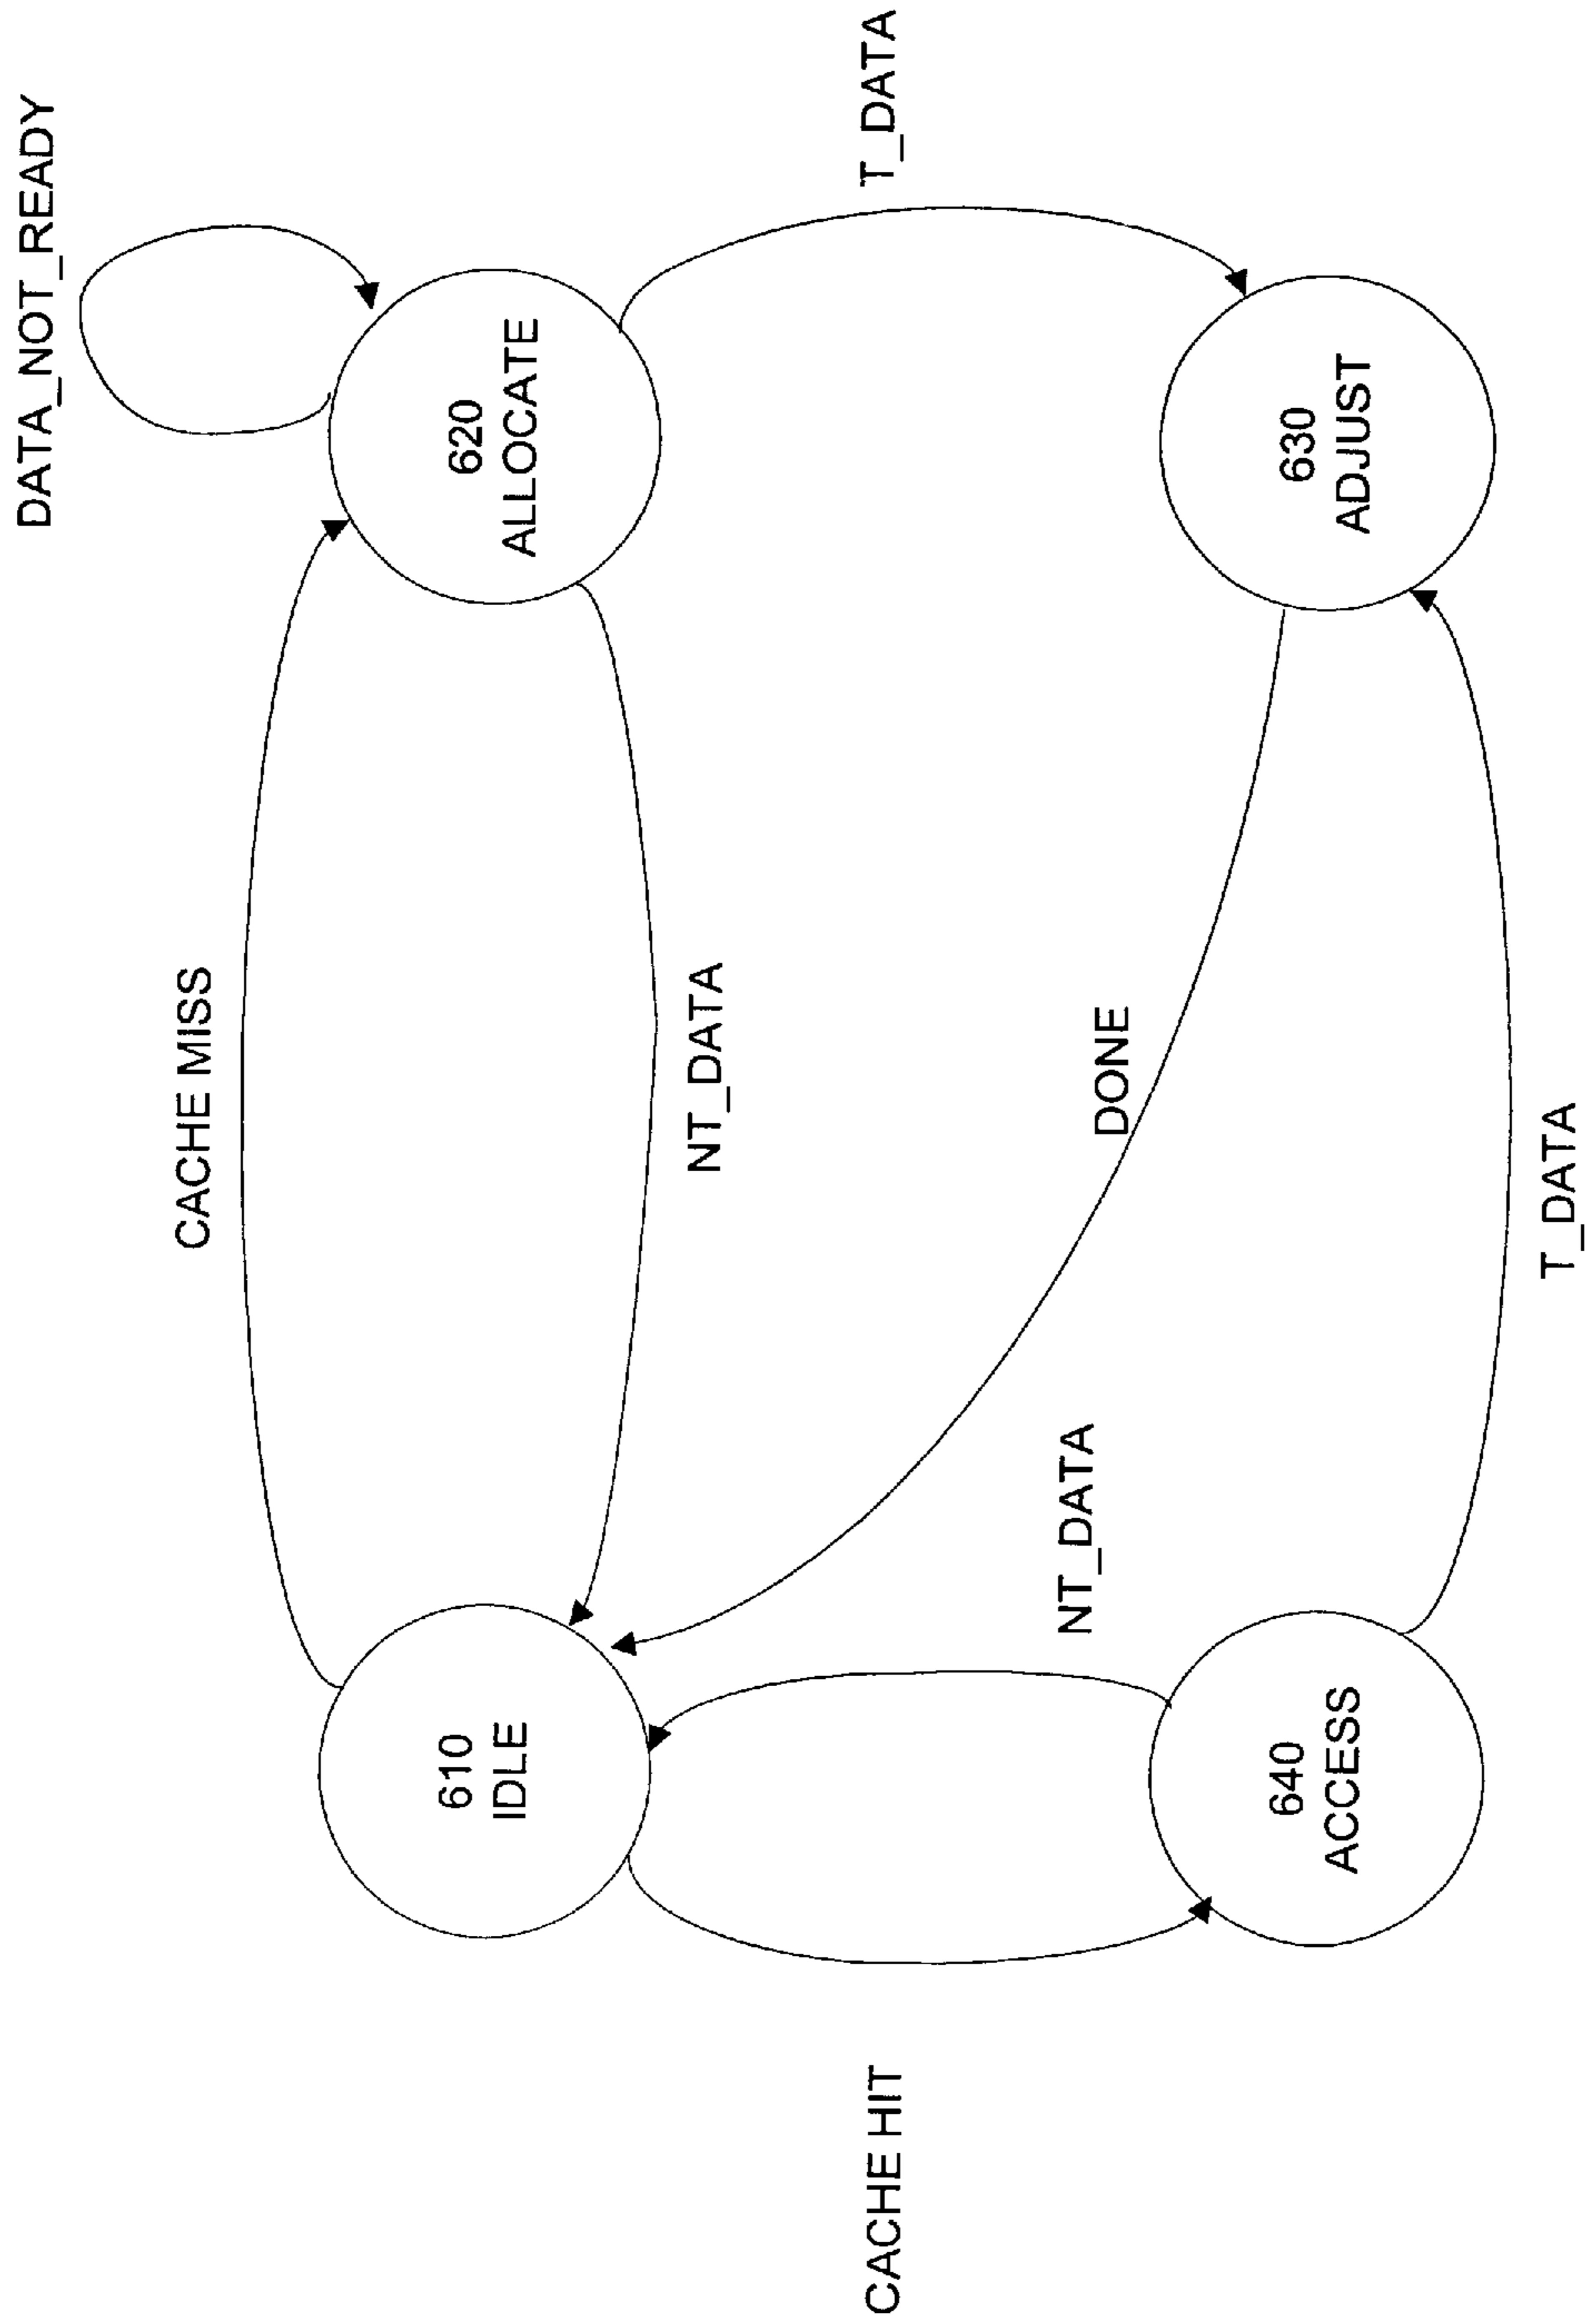 DATA_NOT_READY
CACHE MISS
610
IDLE
620
ALLOCATE
NT_DATA
CACHE HIT
NT_DATA
DONE
T_DATA
640
ACCESS
630
ADJUST
T_DATA